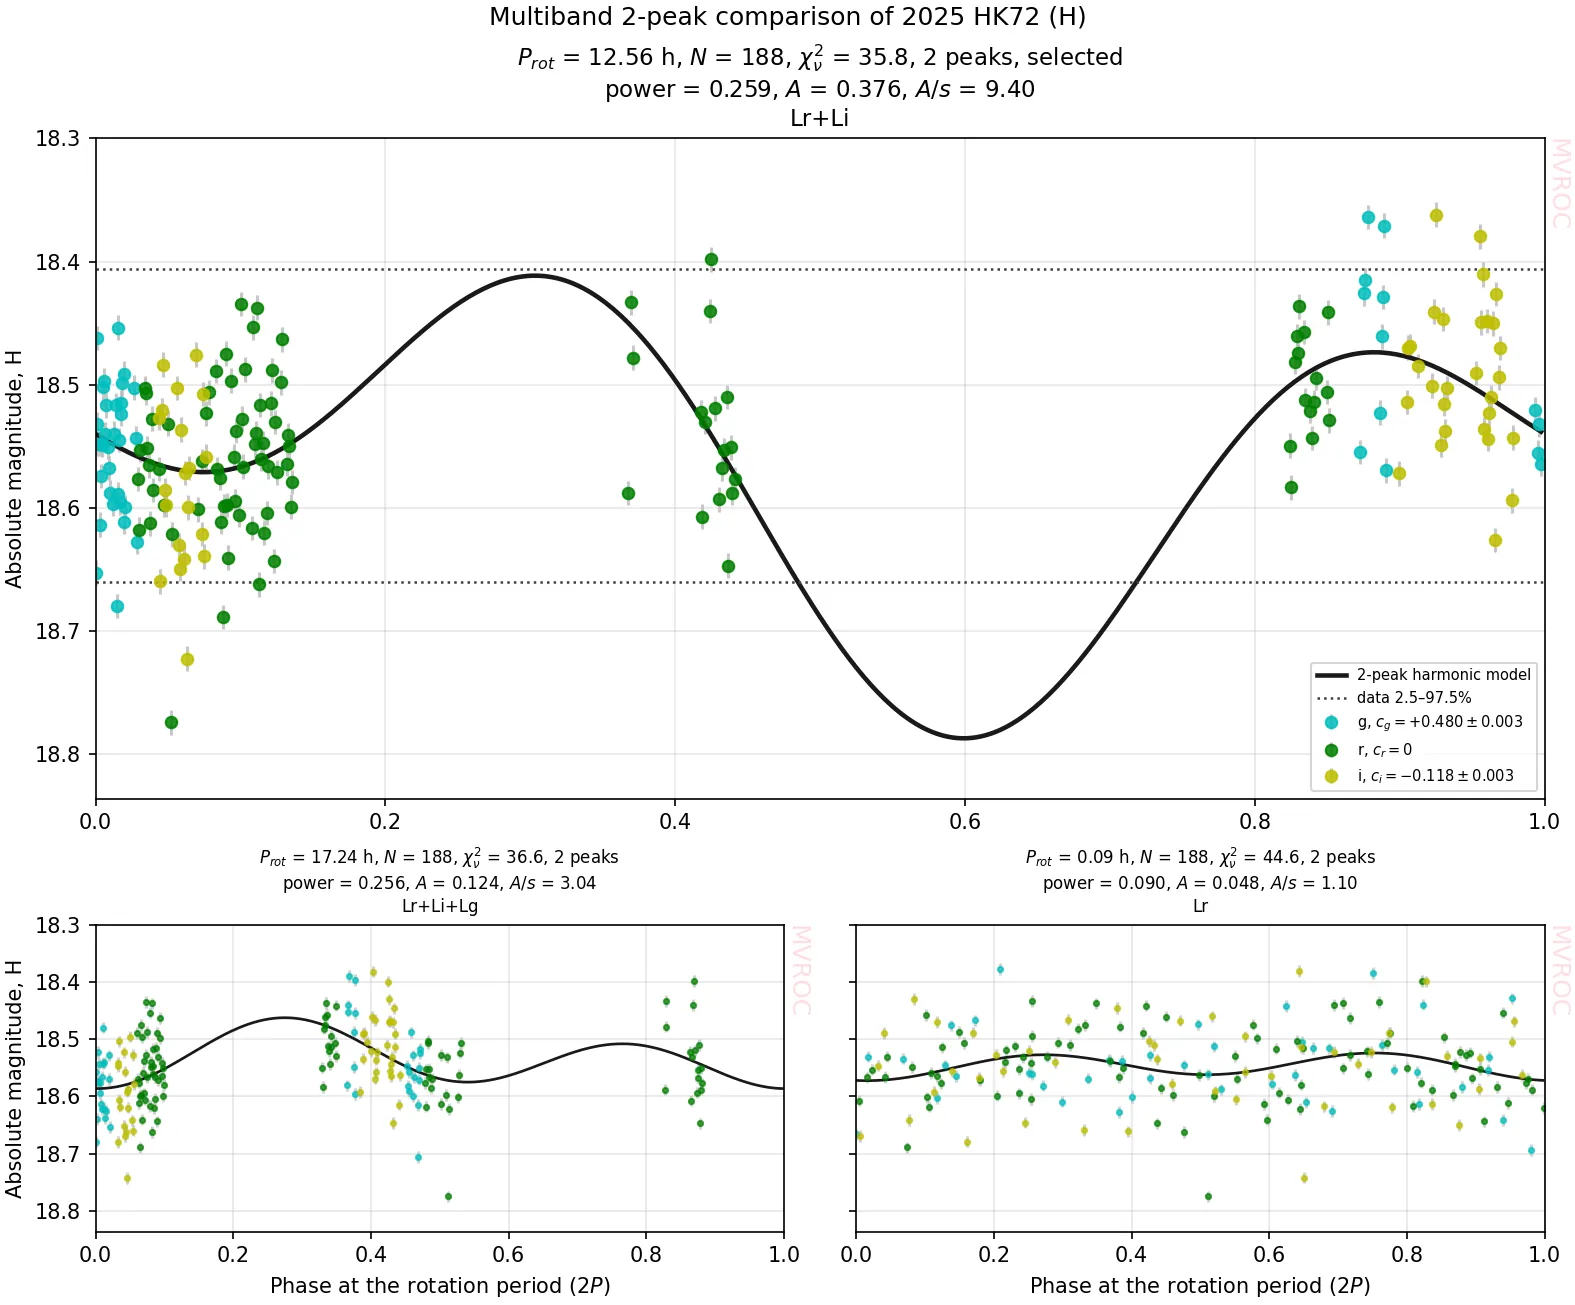 Multiband 2-peak comparison of 2025 HK72 (H)
P_rot = 12.56 h, N = 188, χ²_ν = 35.8, 2 peaks, selected
power = 0.259, A = 0.376, A/s = 9.40
Lr+Li
18.3
18.4
18.5
18.6
18.7
18.8
Absolute magnitude, H
MVROC
2-peak harmonic model
data 2.5–97.5%
g, c_g = +0.480 ± 0.003
r, c_r = 0
i, c_i = −0.118 ± 0.003
0.0 0.2 0.4 0.6 0.8 1.0
P_rot = 17.24 h, N = 188, χ²_ν = 36.6, 2 peaks
power = 0.256, A = 0.124, A/s = 3.04
Lr+Li+Lg
18.3
18.4
18.5
18.6
18.7
18.8
Absolute magnitude, H
MVROC
0.0 0.2 0.4 0.6 0.8 1.0
Phase at the rotation period (2P)
P_rot = 0.09 h, N = 188, χ²_ν = 44.6, 2 peaks
power = 0.090, A = 0.048, A/s = 1.10
Lr
MVROC
0.0 0.2 0.4 0.6 0.8 1.0
Phase at the rotation period (2P)